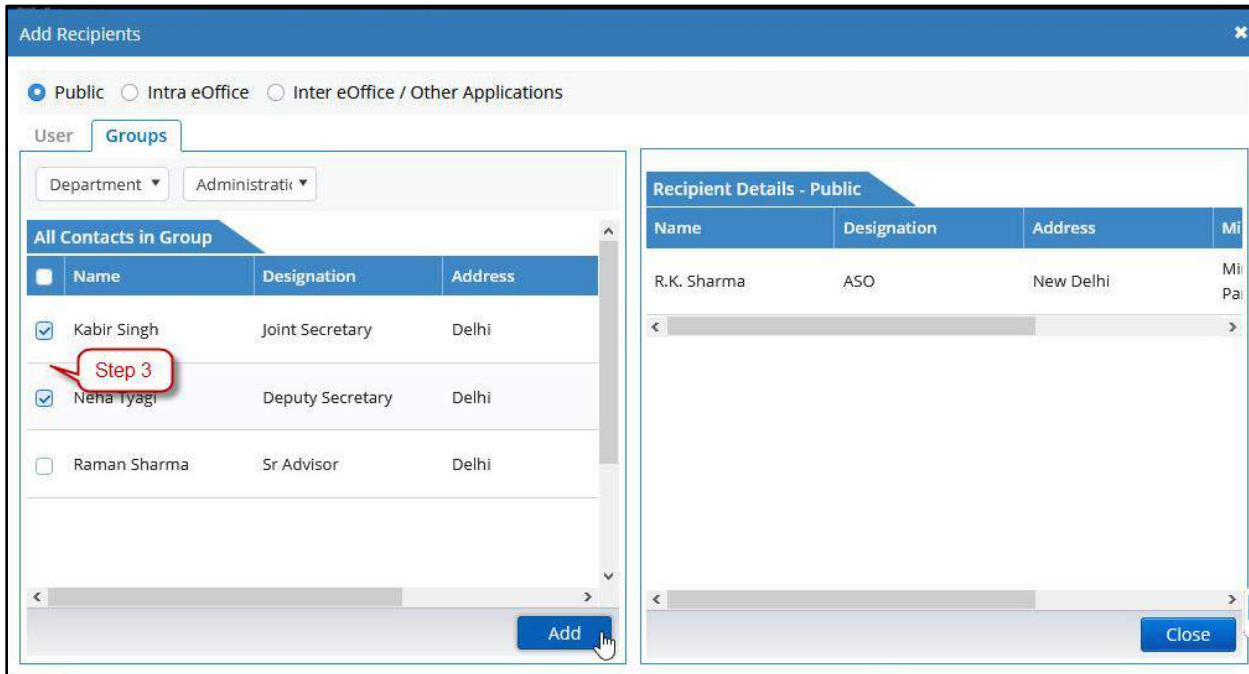 Add Recipients
Public Intra eOffice Inter eOffice / Other Applications
User Groups
Department Administratic
All Contacts in Group
Name Designation Address
Kabir Singh Joint Secretary Delhi
Step 3
Neha Tyagi Deputy Secretary Delhi
Raman Sharma Sr Advisor Delhi
Add
Recipient Details - Public
Name Designation Address Mi
R.K. Sharma ASO New Delhi
Close